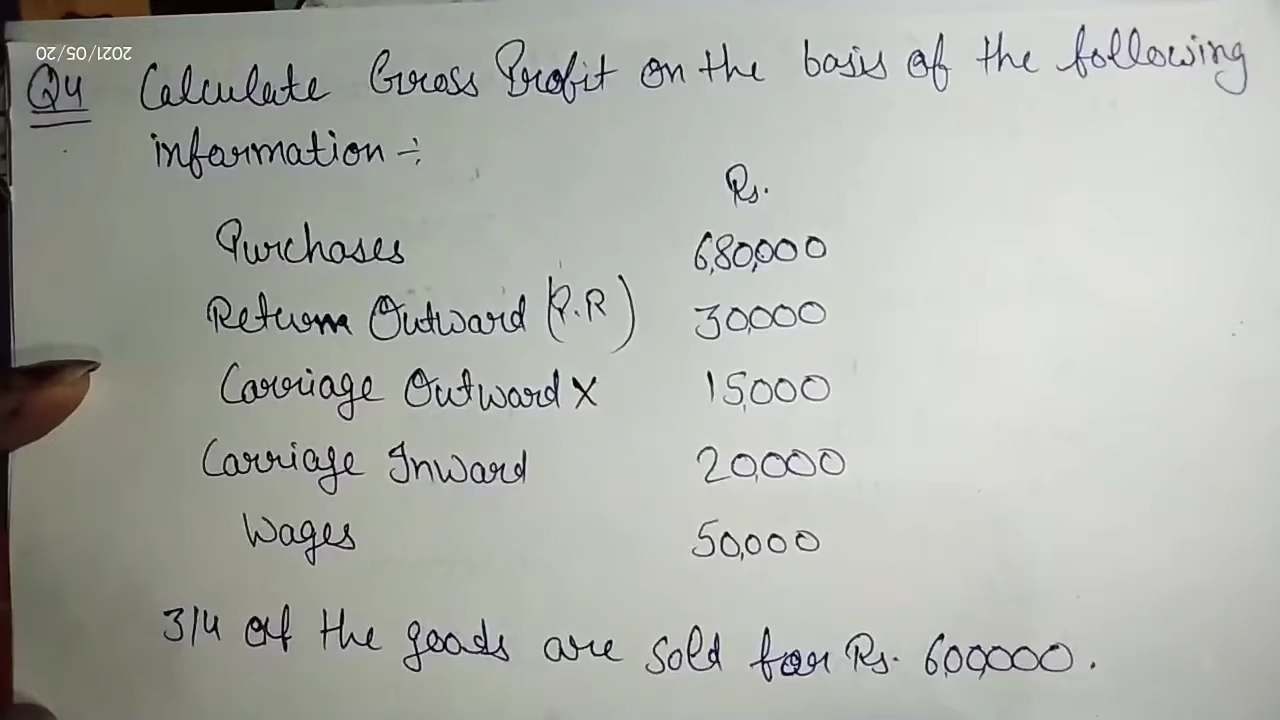 2021/05/20
Q4 Calculate Gross Profit on the basis of the following
information -:
Rs.
Purchases 6,80,000
Return Outward (P.R) 30,000
Carriage Outward X 15,000
Carriage Inward 20,000
Wages 50,000
3/4 of the goods are sold for Rs. 6,00,000.